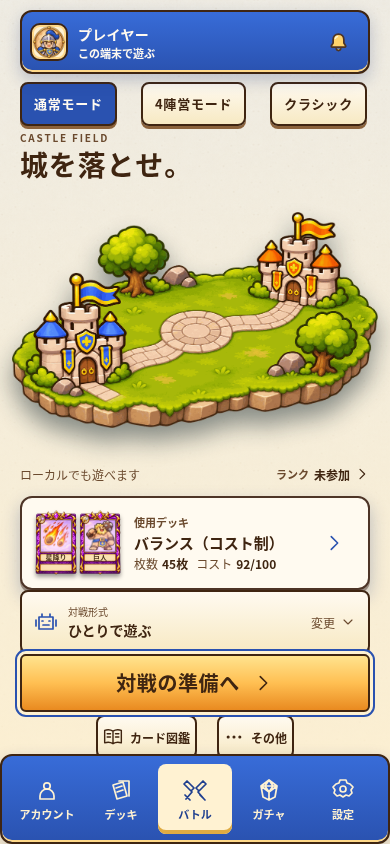 プレイヤー
この端末で遊ぶ
通常モード
4陣営モード
クラシック
CASTLE FIELD
城を落とせ。
ローカルでも遊べます
ランク 未参加
使用デッキ
バランス（コスト制）
枚数 45枚 コスト 92/100
巨人
対戦形式
ひとりで遊ぶ
変更
対戦の準備へ
カード図鑑
その他
アカウント
デッキ
バトル
ガチャ
設定